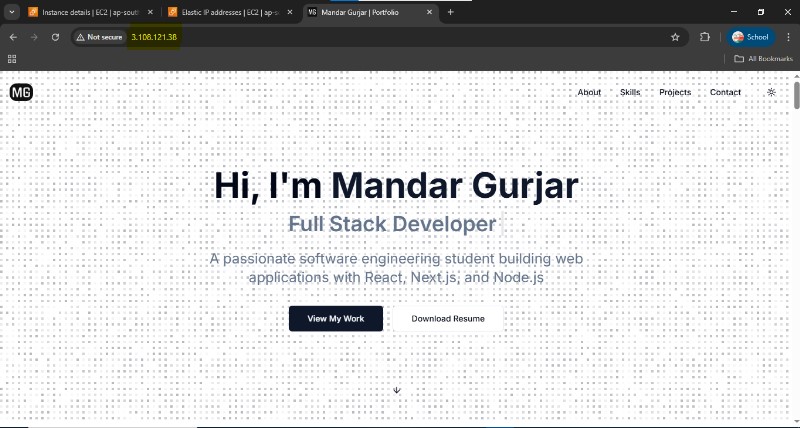 Instance details | EC2 | ap-sout
Elastic IP addresses | EC2 | ap-s
MG
Mandar Gurjar | Portfolio
Not secure
3.108.121.38
School
All Bookmarks
MG
About
Skills
Projects
Contact
Hi, I'm Mandar Gurjar
Full Stack Developer
A passionate software engineering student building web
applications with React, Next.js, and Node.js
View My Work
Download Resume